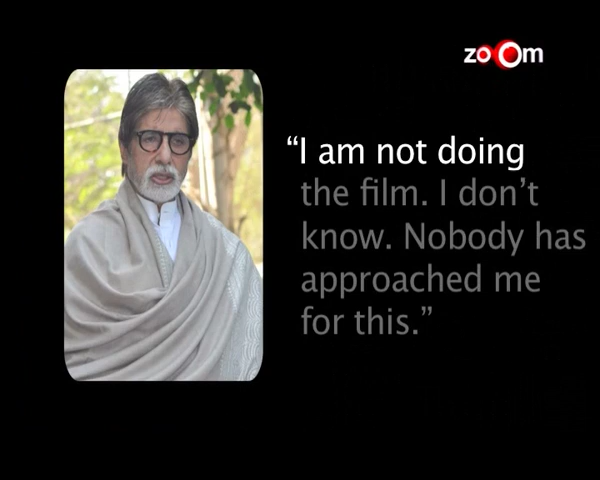 zoom
“I am not doing
the film. I don’t
know. Nobody has
approached me
for this.”